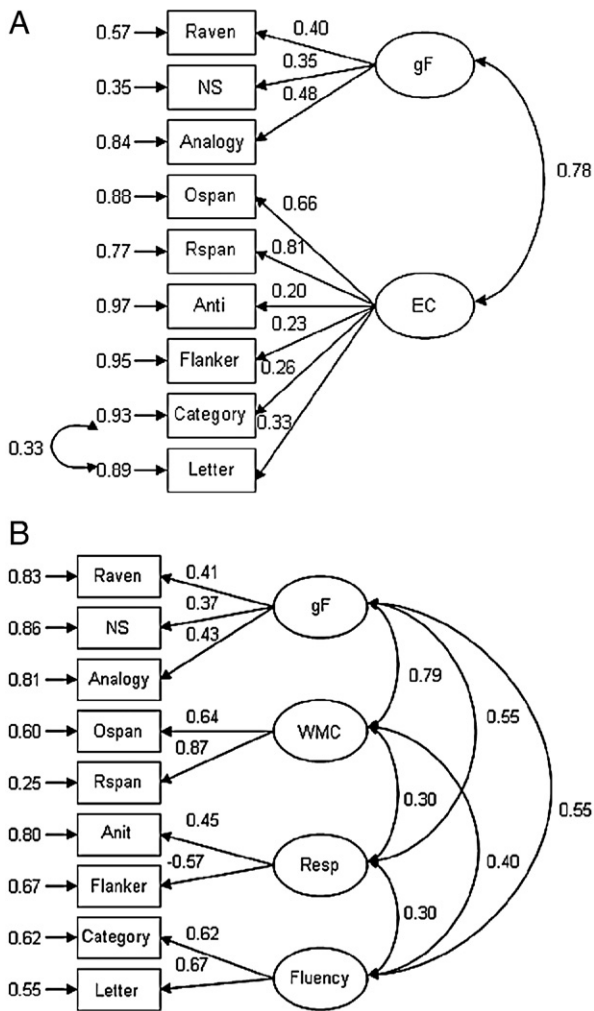 A
0.57 Raven 0.40
gF
0.35 NS 0.35
0.48
0.84 Analogy
0.78
0.88 Ospan 0.66
0.77 Rspan 0.81
0.97 Anti 0.20
EC
0.23
0.95 Flanker
0.26
0.93 Category
0.33
0.33
0.89 Letter
B
0.83 Raven 0.41
gF
0.37
0.86 NS
0.43
0.81 Analogy
0.79
0.60 Ospan 0.64
WMC
0.55
0.87
0.25 Rspan
0.30
0.55
0.80 Anit 0.45
-0.57
Resp
0.40
0.67 Flanker
0.30
0.62 Category 0.62
0.67
Fluency
0.55 Letter